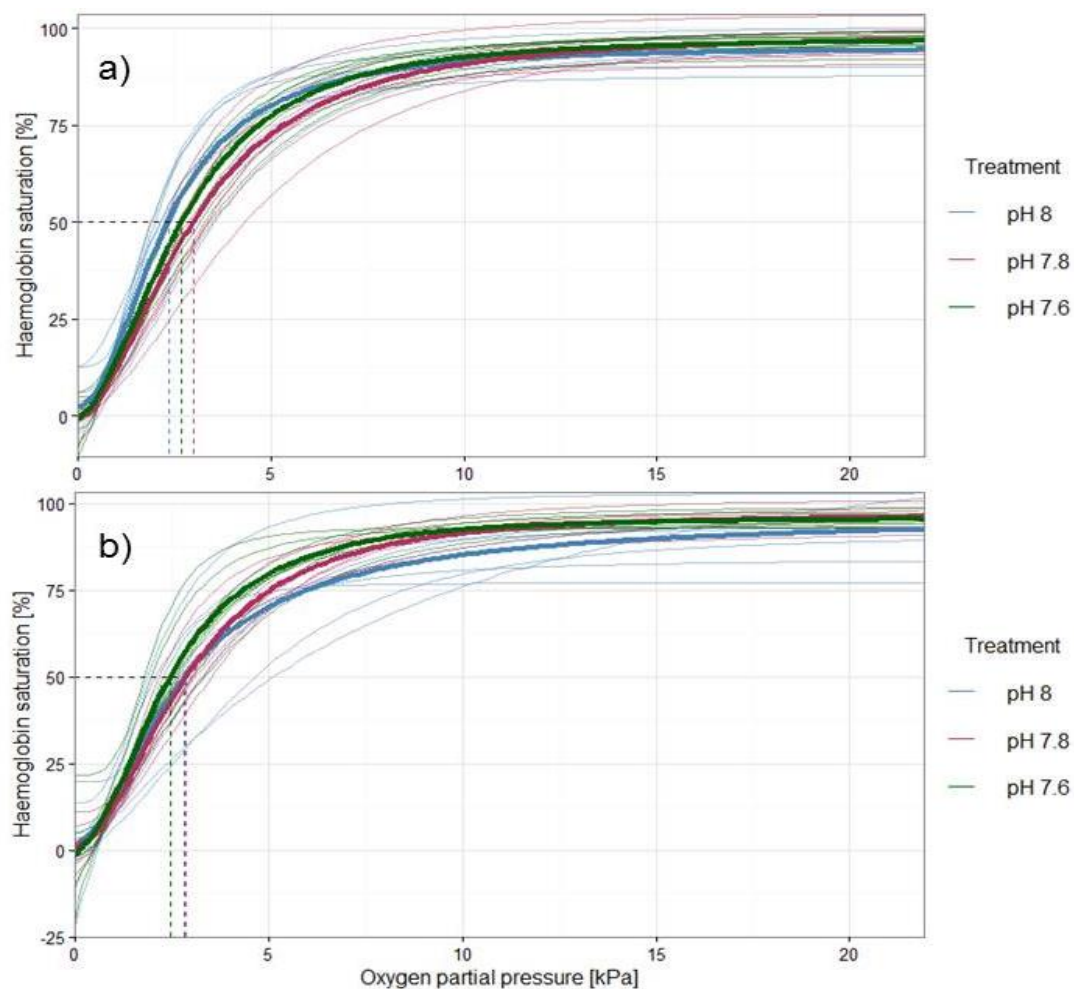 a)
100
75
50
25
0
Haemoglobin saturation [%]
0 5 10 15 20
Treatment
pH 8
pH 7.8
pH 7.6
b)
100
75
50
25
0
-25
Haemoglobin saturation [%]
0 5 10 15 20
Oxygen partial pressure [kPa]
Treatment
pH 8
pH 7.8
pH 7.6